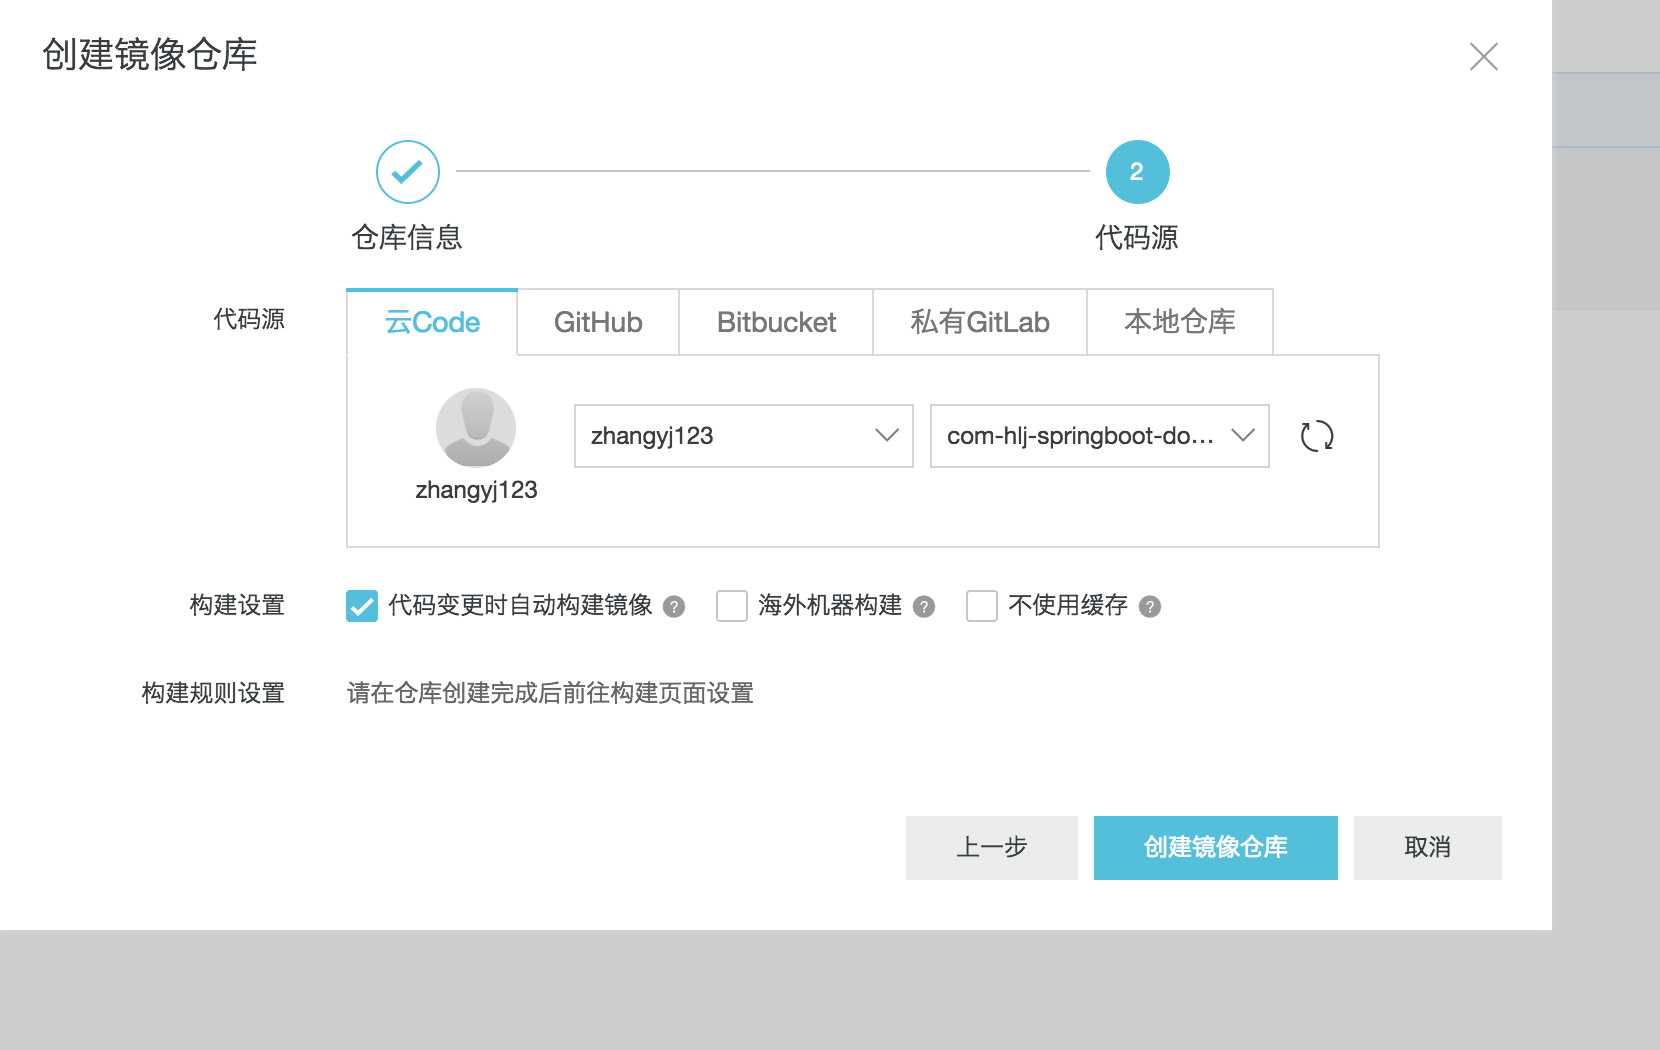 创建镜像仓库
2
仓库信息 代码源
代码源 云Code GitHub Bitbucket 私有GitLab 本地仓库
zhangyj123 com-hlj-springboot-do...
zhangyj123
构建设置 代码变更时自动构建镜像 ? 海外机器构建 ? 不使用缓存 ?
构建规则设置 请在仓库创建完成后前往构建页面设置
上一步 创建镜像仓库 取消